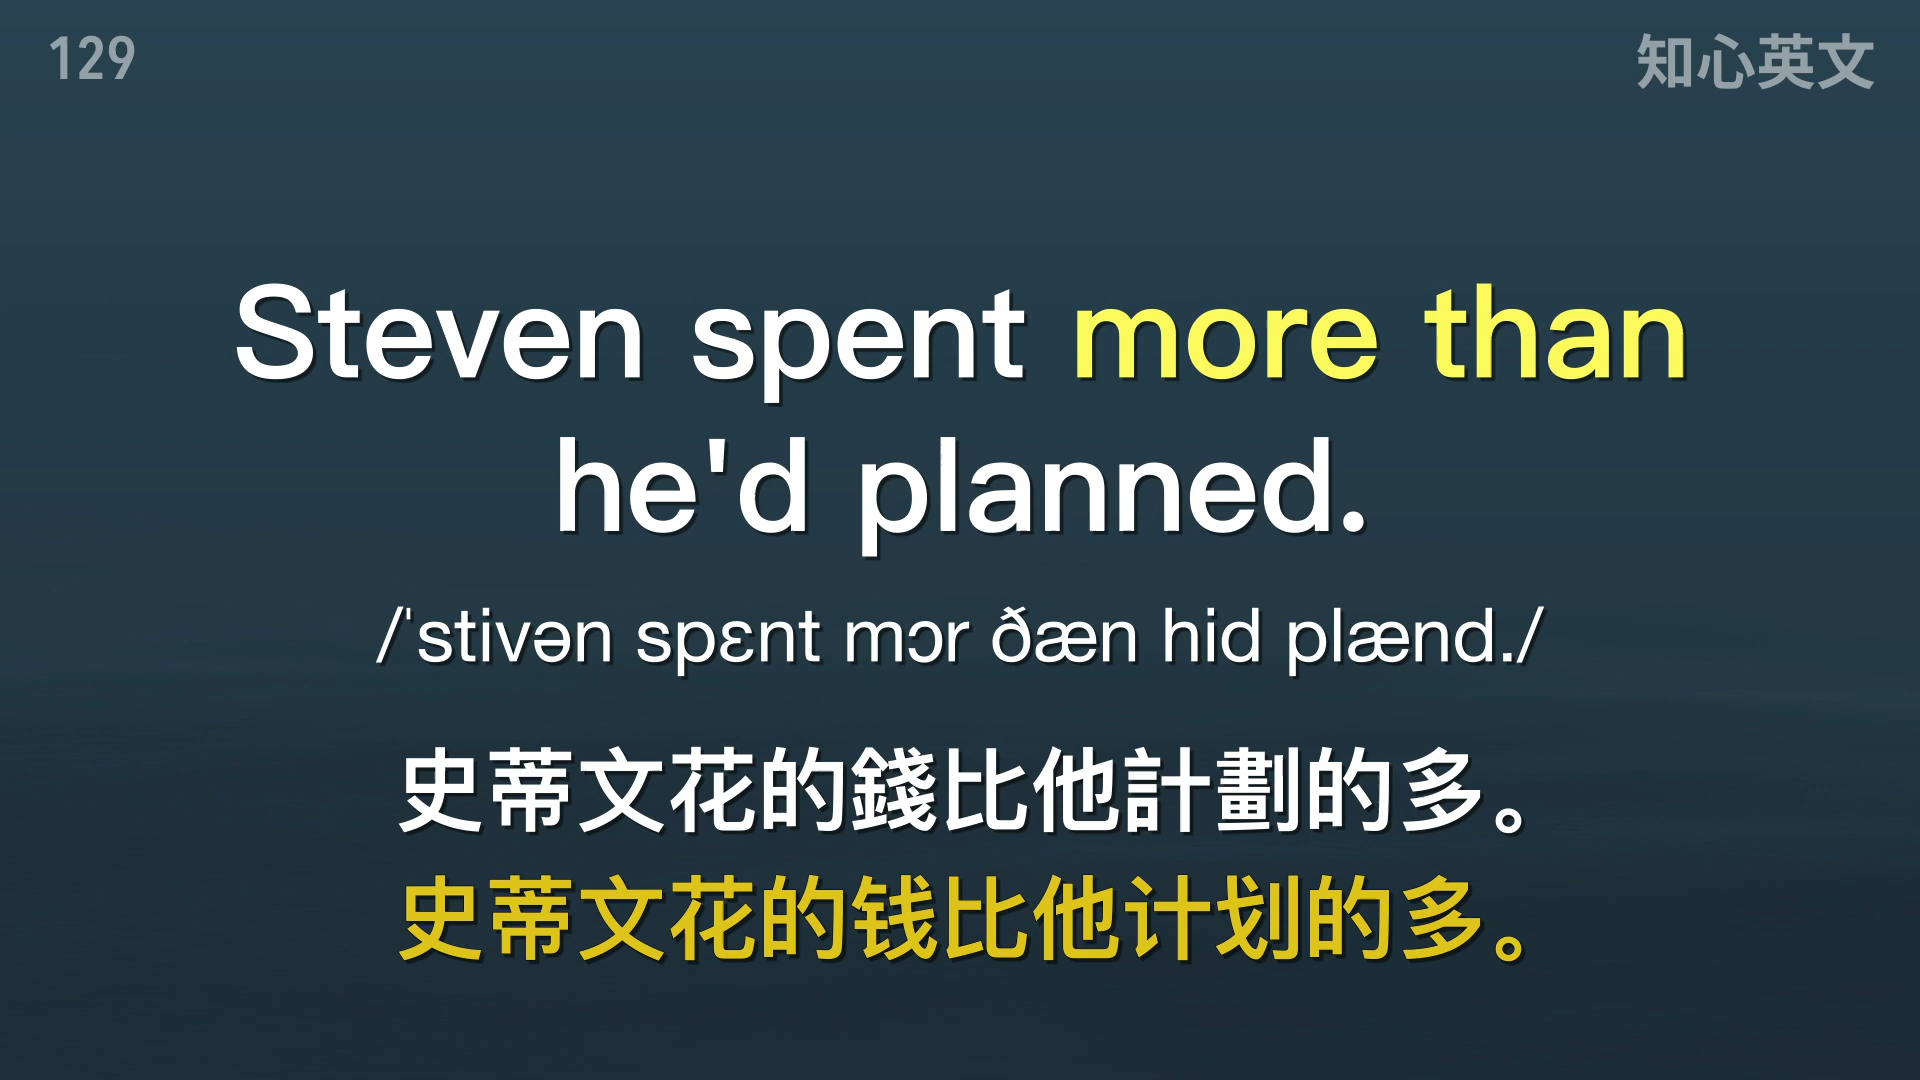 129
知心英文
Steven spent more than
he'd planned.
/ˈstivən spɛnt mɔr ðæn hid plænd./
史蒂文花的錢比他計劃的多。
史蒂文花的钱比他计划的多。